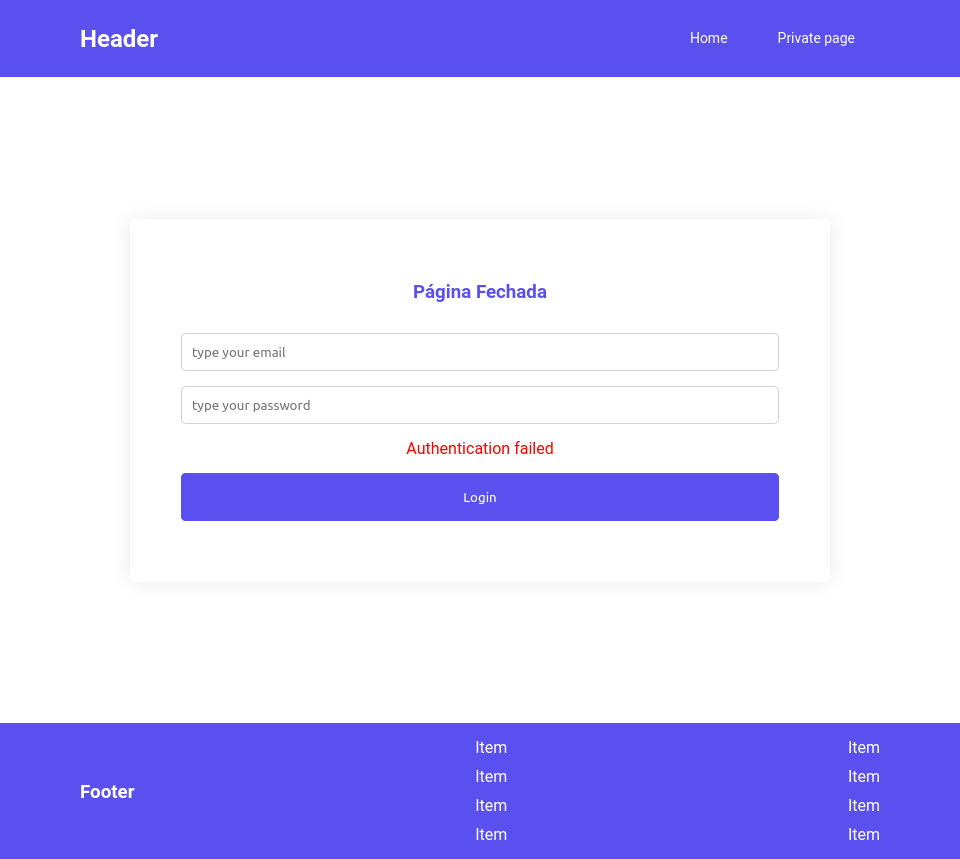 Header
Home
Private page
Página Fechada
type your email
type your password
Authentication failed
Login
Footer
Item
Item
Item
Item
Item
Item
Item
Item